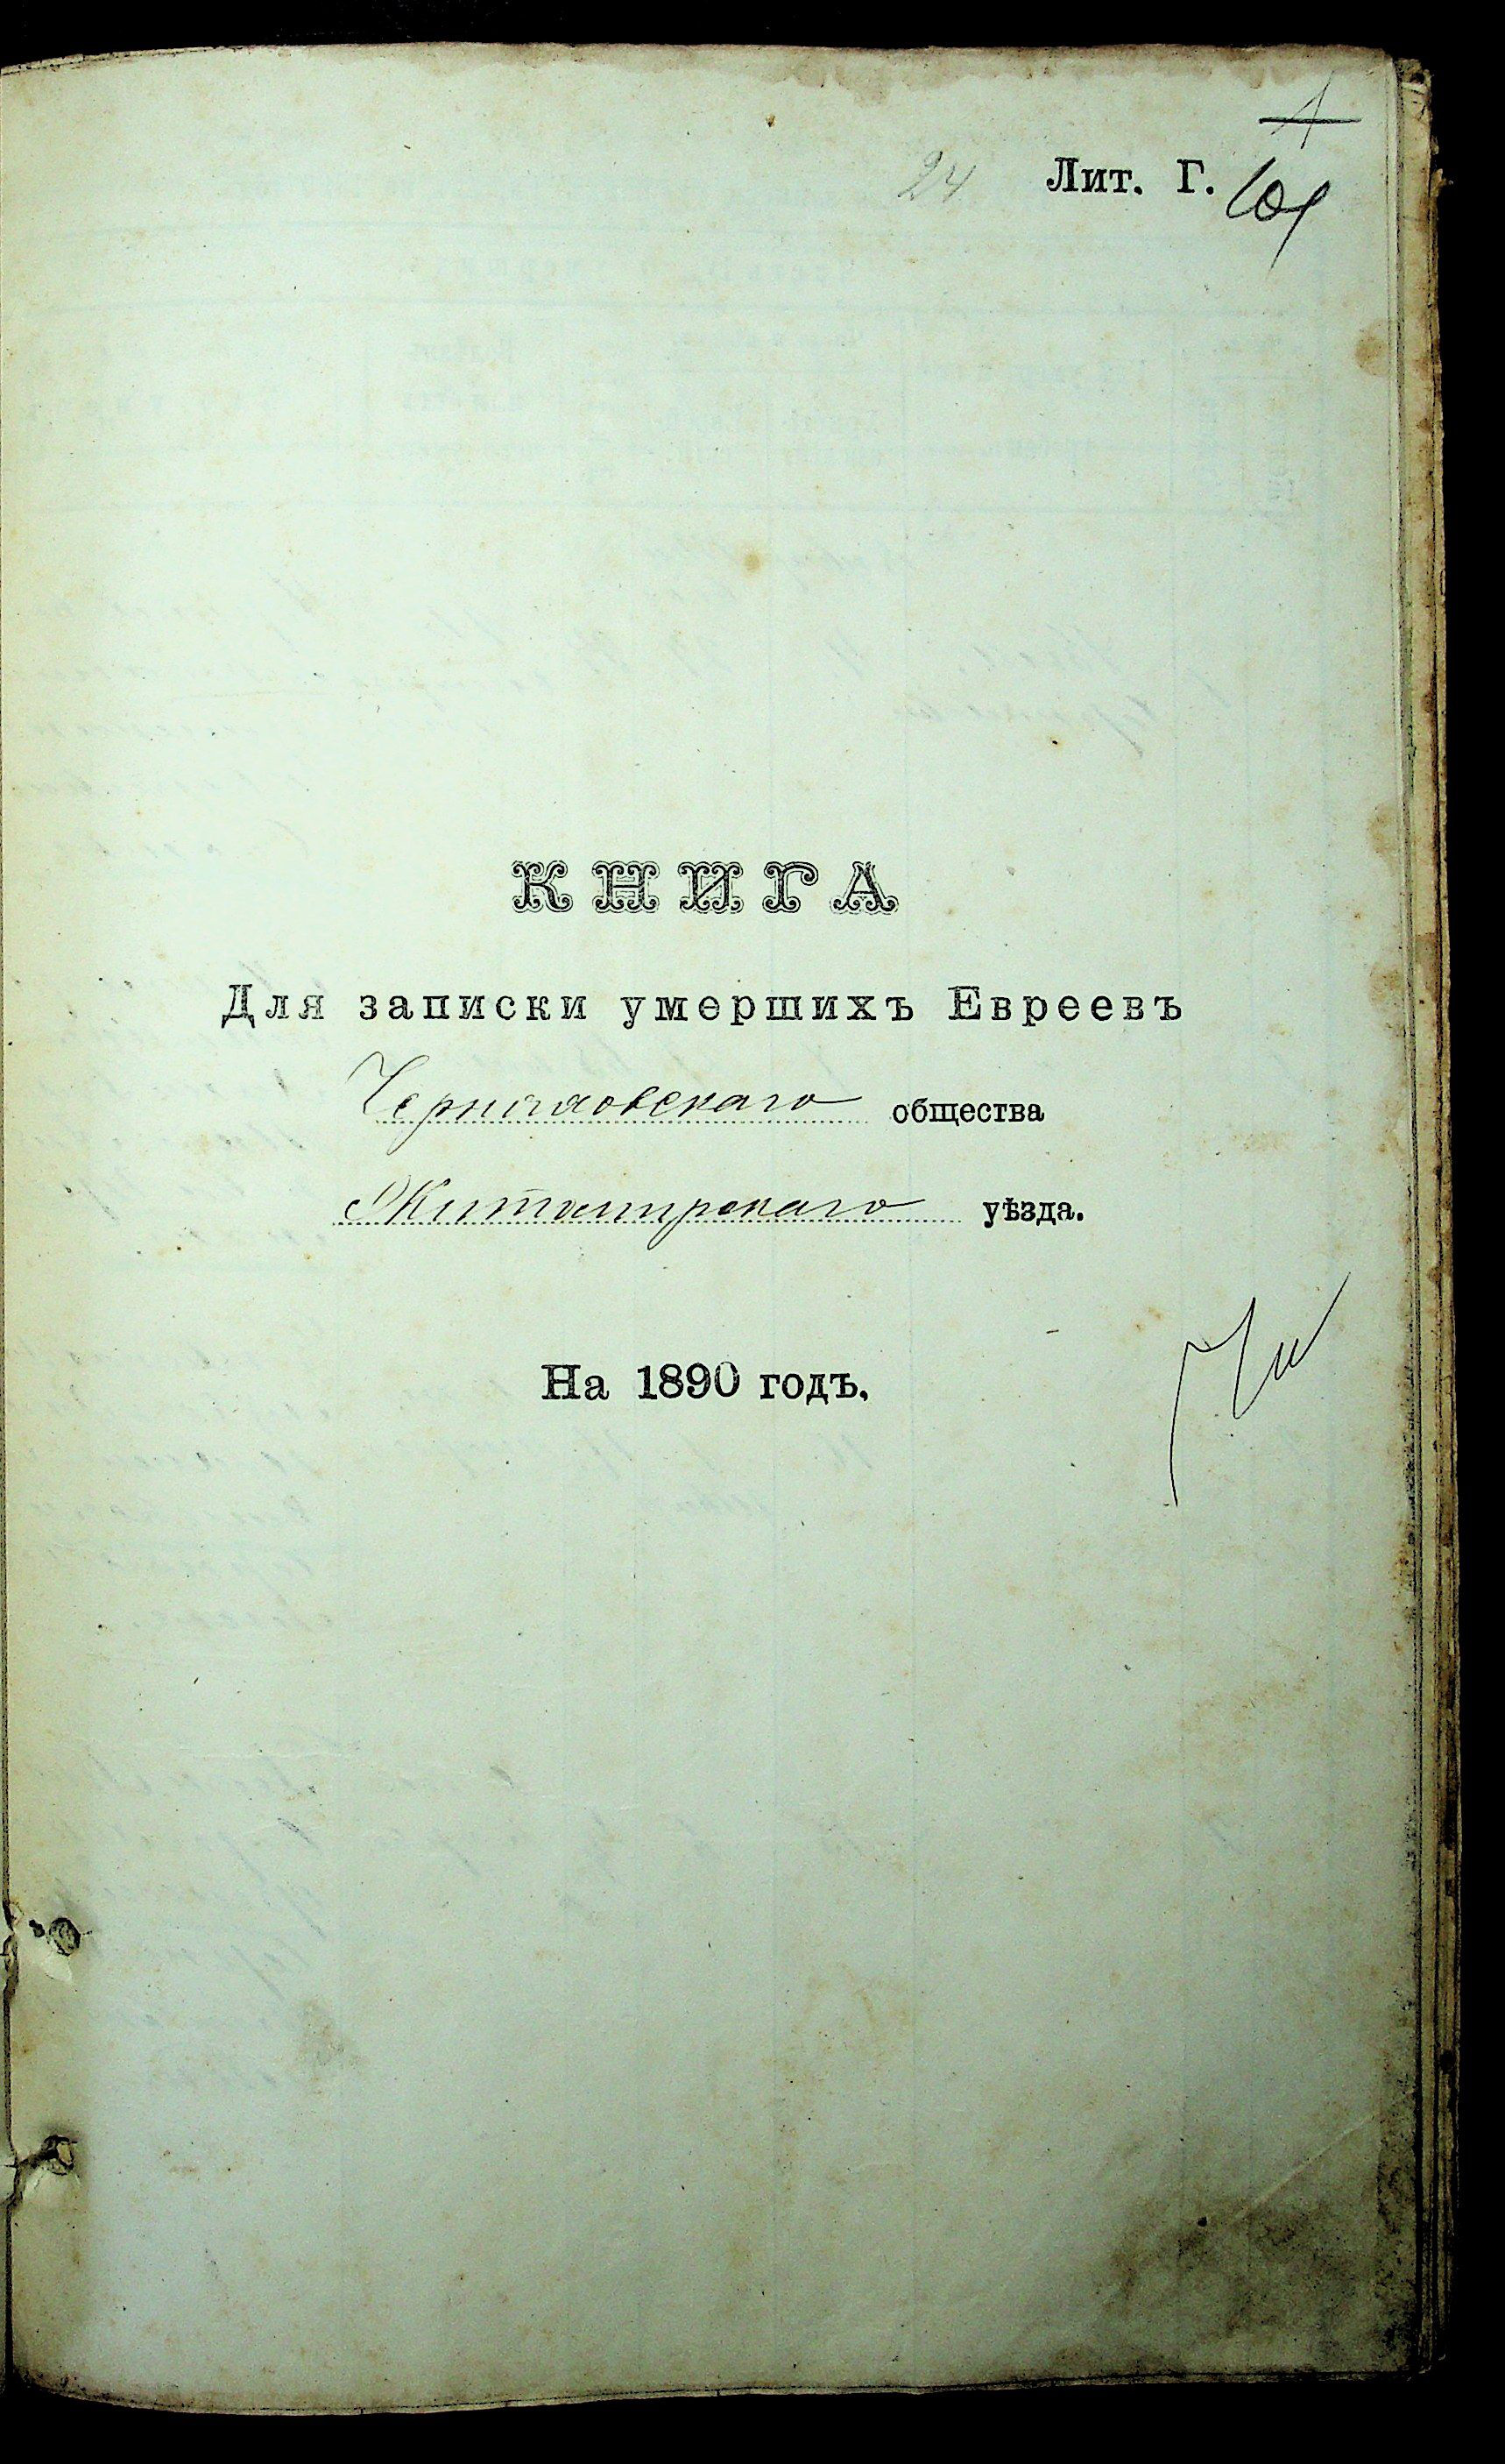 24 Лит. Г.
КНИГА
Для записки умершихъ Евреевъ
Черняховскаго общества
Житомирскаго уѣзда.
На 1890 годъ.